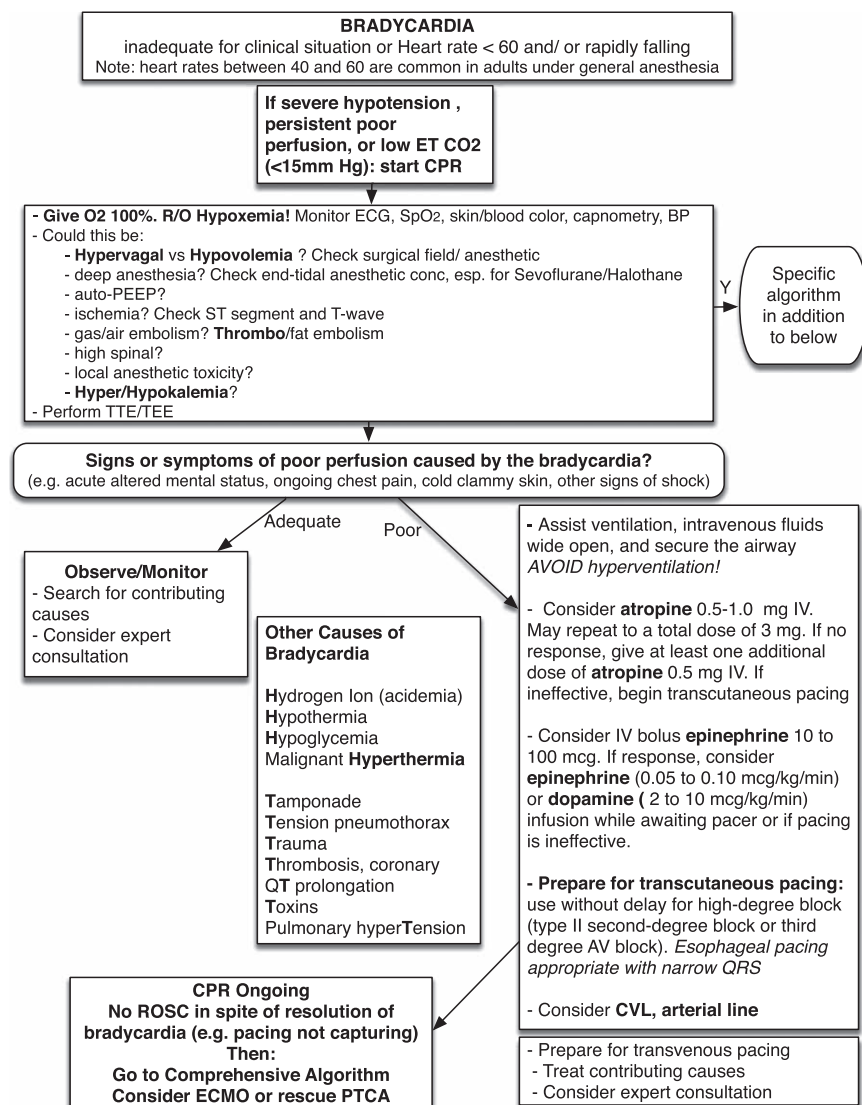 BRADYCARDIA
inadequate for clinical situation or Heart rate < 60 and/ or rapidly falling
Note: heart rates between 40 and 60 are common in adults under general anesthesia
If severe hypotension ,
persistent poor
perfusion, or low ET CO2
(<15mm Hg): start CPR
- Give O2 100%. R/O Hypoxemia! Monitor ECG, SpO2, skin/blood color, capnometry, BP
- Could this be:
- Hypervagal vs Hypovolemia ? Check surgical field/ anesthetic
- deep anesthesia? Check end-tidal anesthetic conc, esp. for Sevoflurane/Halothane
- auto-PEEP?
- ischemia? Check ST segment and T-wave
- gas/air embolism? Thrombo/fat embolism
- high spinal?
- local anesthetic toxicity?
- Hyper/Hypokalemia?
- Perform TTE/TEE
Y
Specific
algorithm
in addition
to below
Signs or symptoms of poor perfusion caused by the bradycardia?
(e.g. acute altered mental status, ongoing chest pain, cold clammy skin, other signs of shock)
Adequate
Poor
Observe/Monitor
- Search for contributing
causes
- Consider expert
consultation
Other Causes of
Bradycardia
Hydrogen Ion (acidemia)
Hypothermia
Hypoglycemia
Malignant Hyperthermia
Tamponade
Tension pneumothorax
Trauma
Thrombosis, coronary
QT prolongation
Toxins
Pulmonary hyperTension
- Assist ventilation, intravenous fluids
wide open, and secure the airway
AVOID hyperventilation!
- Consider atropine 0.5-1.0 mg IV.
May repeat to a total dose of 3 mg. If no
response, give at least one additional
dose of atropine 0.5 mg IV. If
ineffective, begin transcutaneous pacing
- Consider IV bolus epinephrine 10 to
100 mcg. If response, consider
epinephrine (0.05 to 0.10 mcg/kg/min)
or dopamine ( 2 to 10 mcg/kg/min)
infusion while awaiting pacer or if pacing
is ineffective.
- Prepare for transcutaneous pacing:
use without delay for high-degree block
(type II second-degree block or third
degree AV block). Esophageal pacing
appropriate with narrow QRS
- Consider CVL, arterial line
- Prepare for transvenous pacing
- Treat contributing causes
- Consider expert consultation
CPR Ongoing
No ROSC in spite of resolution of
bradycardia (e.g. pacing not capturing)
Then:
Go to Comprehensive Algorithm
Consider ECMO or rescue PTCA